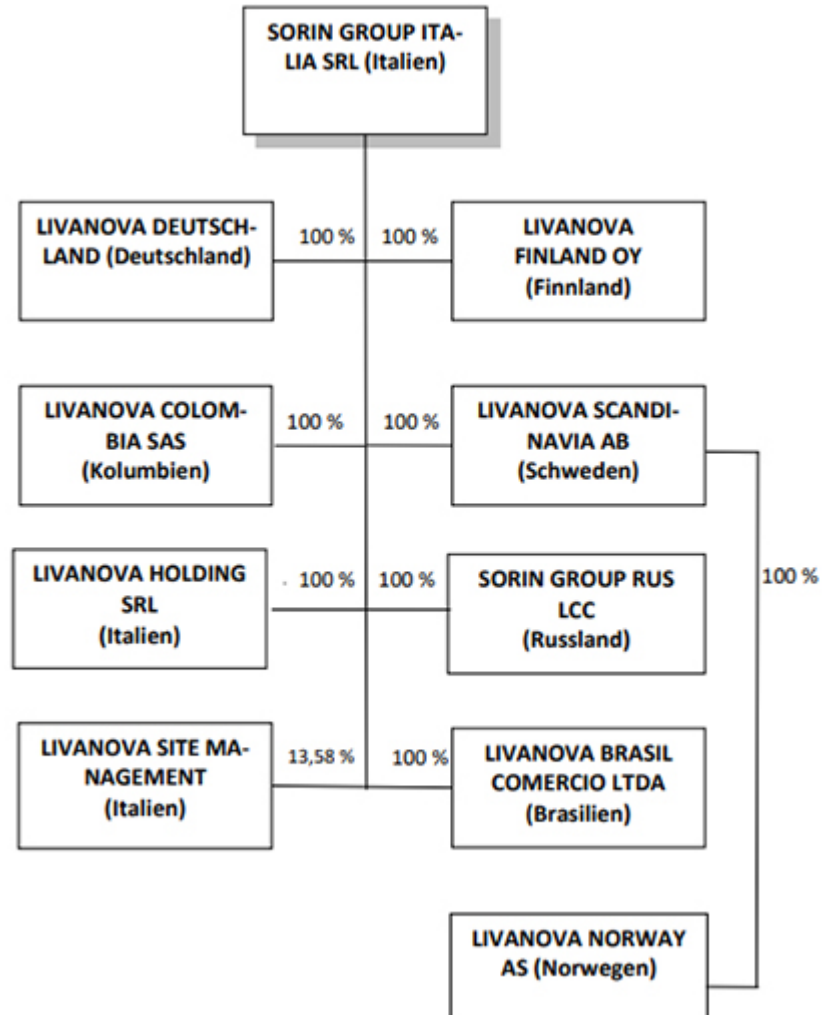 SORIN GROUP ITA-
LIA SRL (Italien)
LIVANOVA DEUTSCH-
LAND (Deutschland)
100 %
100 %
LIVANOVA
FINLAND OY
(Finnland)
LIVANOVA COLOM-
BIA SAS
(Kolumbien)
100 %
100 %
LIVANOVA SCANDI-
NAVIA AB
(Schweden)
LIVANOVA HOLDING
SRL
(Italien)
100 %
100 %
SORIN GROUP RUS
LCC
(Russland)
100 %
LIVANOVA SITE MA-
NAGEMENT
(Italien)
13,58 %
100 %
LIVANOVA BRASIL
COMERCIO LTDA
(Brasilien)
LIVANOVA NORWAY
AS (Norwegen)